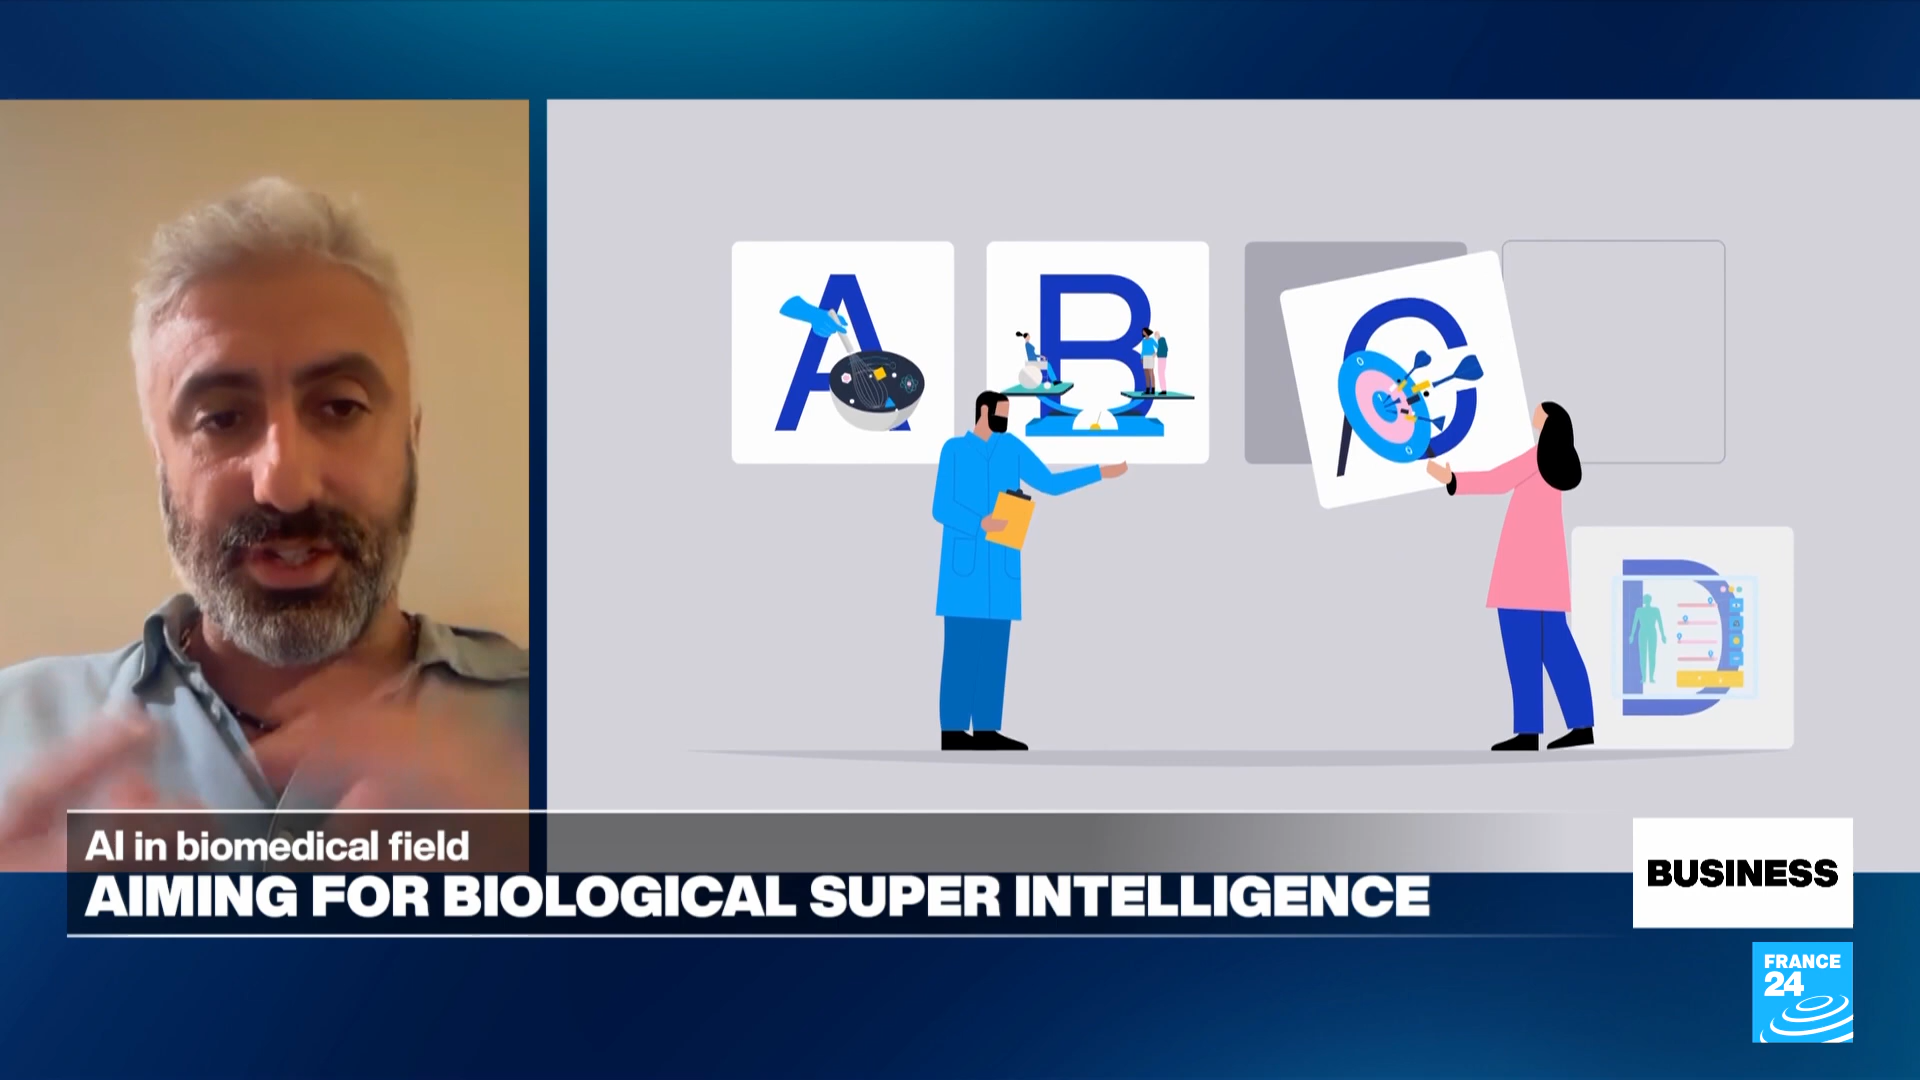 A
B
C
D
AI in biomedical field
AIMING FOR BIOLOGICAL SUPER INTELLIGENCE
BUSINESS
FRANCE
24